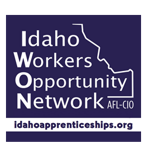 Idaho
Workers
Opportunity
Network AFL-CIO
idahoapprenticeships.org